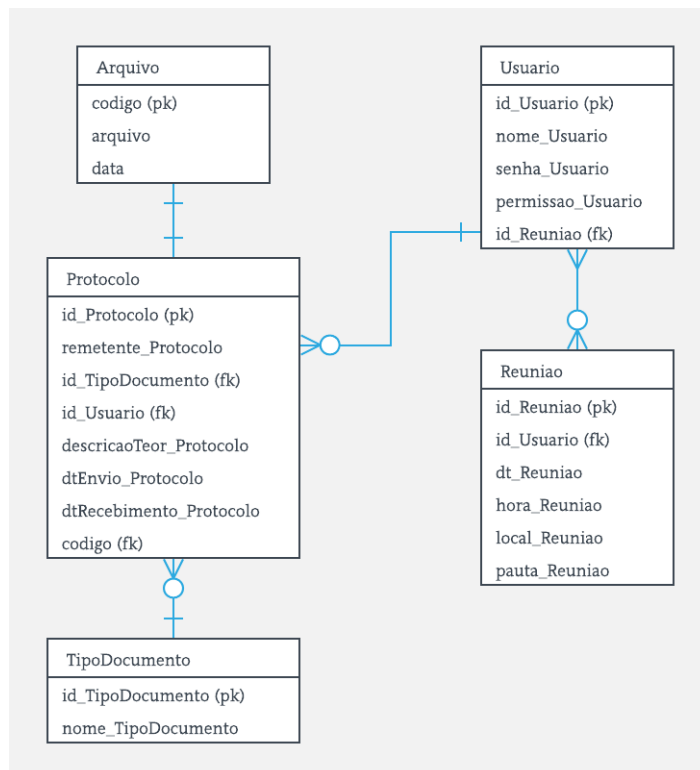 Arquivo
codigo (pk)
arquivo
data
Usuario
id_Usuario (pk)
nome_Usuario
senha_Usuario
permissao_Usuario
id_Reuniao (fk)
Protocolo
id_Protocolo (pk)
remetente_Protocolo
id_TipoDocumento (fk)
id_Usuario (fk)
descricaoTeor_Protocolo
dtEnvio_Protocolo
dtRecebimento_Protocolo
codigo (fk)
Reuniao
id_Reuniao (pk)
id_Usuario (fk)
dt_Reuniao
hora_Reuniao
local_Reuniao
pauta_Reuniao
TipoDocumento
id_TipoDocumento (pk)
nome_TipoDocumento